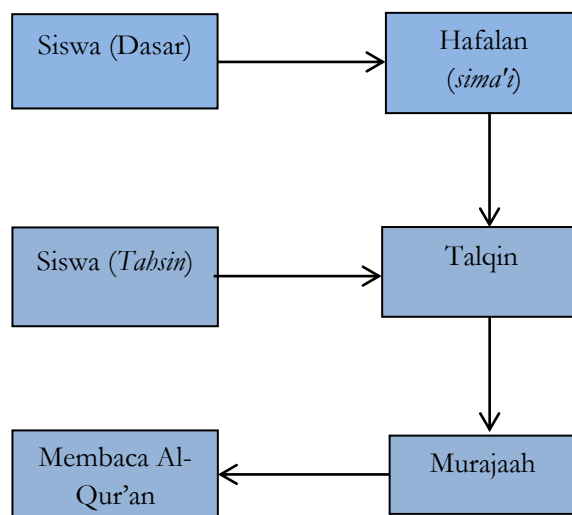 Siswa (Dasar)
Hafalan
(sima'i)
Siswa (Tahsin)
Talqin
Membaca Al-
Qur’an
Murajaah